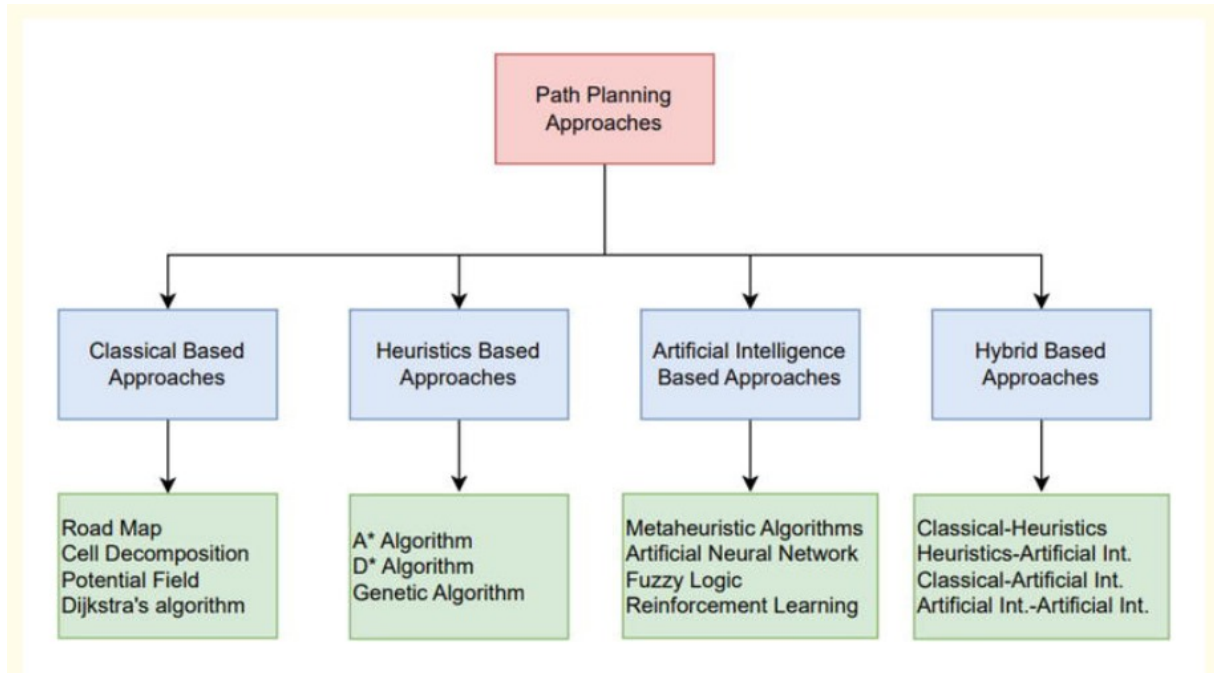 Path Planning
Approaches
Classical Based
Approaches
Heuristics Based
Approaches
Artificial Intelligence
Based Approaches
Hybrid Based
Approaches
Road Map
Cell Decomposition
Potential Field
Dijkstra's algorithm
A* Algorithm
D* Algorithm
Genetic Algorithm
Metaheuristic Algorithms
Artificial Neural Network
Fuzzy Logic
Reinforcement Learning
Classical-Heuristics
Heuristics-Artificial Int.
Classical-Artificial Int.
Artificial Int.-Artificial Int.